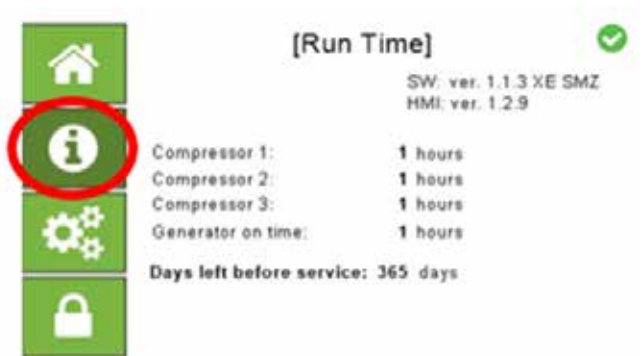 [Run Time]
SW: ver. 1.1.3 XE SMZ
HMI: ver. 1.2.9
Compressor 1: 1 hours
Compressor 2: 1 hours
Compressor 3: 1 hours
Generator on time: 1 hours
Days left before service: 365 days